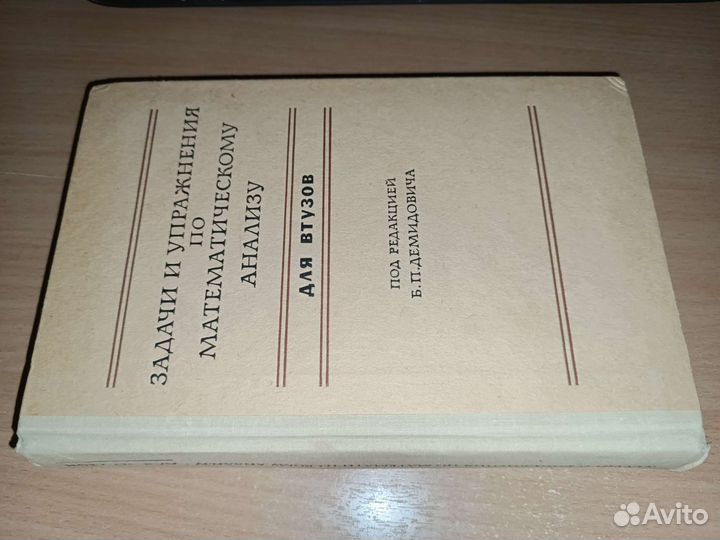 ЗАДАЧИ И УПРАЖНЕНИЯ
ПО
МАТЕМАТИЧЕСКОМУ
АНАЛИЗУ
ДЛЯ ВТУЗОВ
ПОД РЕДАКЦИЕЙ
Б. П. ДЕМИДОВИЧА
Avito